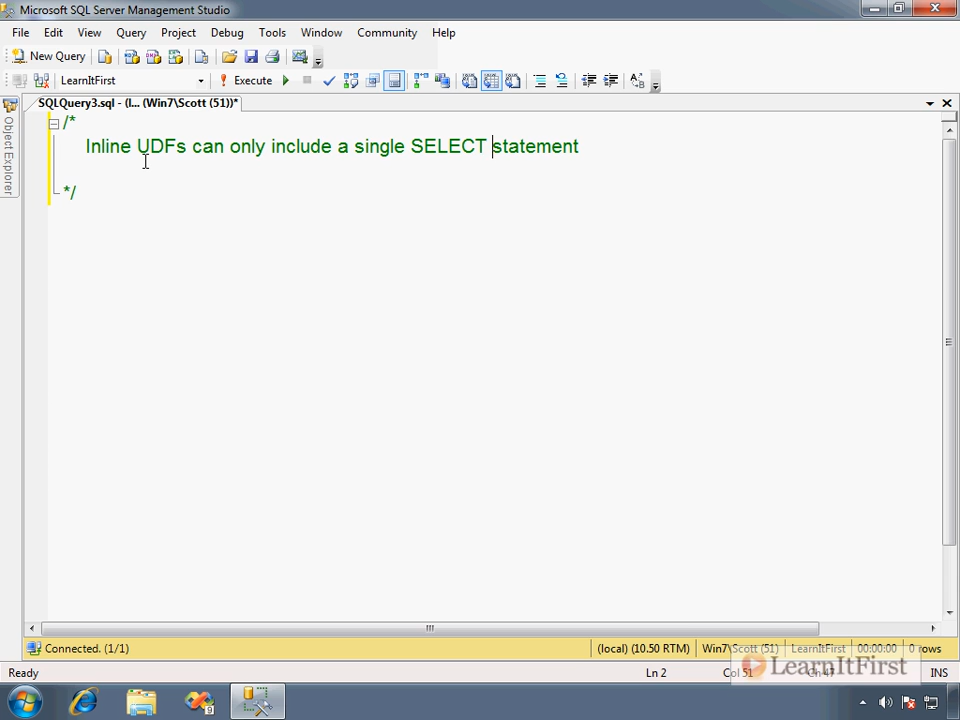 Microsoft SQL Server Management Studio
File Edit View Query Project Debug Tools Window Community Help
New Query
LearnItFirst Execute
SQLQuery3.sql - (l... (Win7\Scott (51))*
Object Explorer
/*
Inline UDFs can only include a single SELECT statement
*/
Connected. (1/1) (local) (10.50 RTM) Win7\Scott (51) LearnItFirst 00:00:00 0 rows
Ready Ln 2 Col 51 Ch 47 INS
LearnItFirst